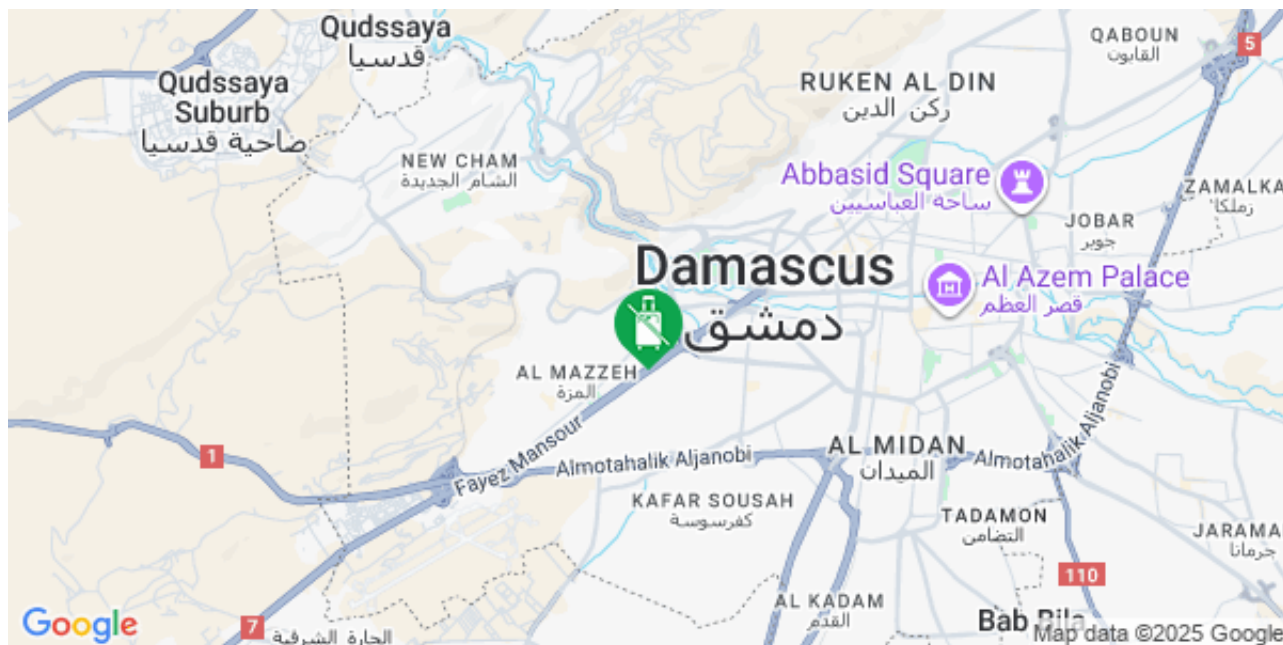 Qudssaya
قدسيا
Qudssaya
Suburb
ضاحية قدسيا
NEW CHAM
الشام الجديدة
QABOUN
القابون
5
RUKEN AL DIN
ركن الدين
Abbasid Square
ساحة العباسيين
ZAMALKA
زملكا
JOBAR
جوبر
Damascus
دمشق
Al Azem Palace
قصر العظم
AL MAZZEH
المزة
1
Fayez Mansour
Almotahalik Aljanobi
AL MIDAN
الميدان
Almotahalik Aljanobi
KAFAR SOUSAH
كفرسوسة
TADAMON
التضامن
JARAMA
جرمانا
110
AL KADAM
القدم
Bab Bila
7
الحارة الشرقية
Google
Map data ©2025 Google